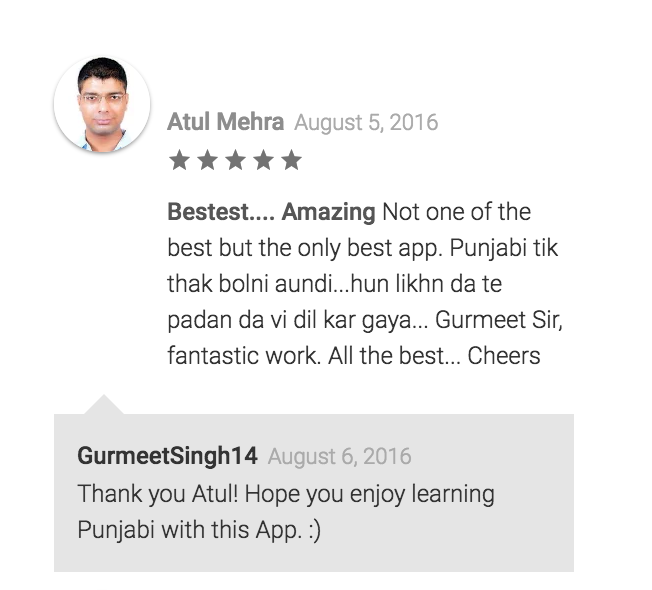 Atul Mehra August 5, 2016
Bestest.... Amazing Not one of the
best but the only best app. Punjabi tik
thak bolni aundi...hun likhn da te
padan da vi dil kar gaya... Gurmeet Sir,
fantastic work. All the best... Cheers
GurmeetSingh14 August 6, 2016
Thank you Atul! Hope you enjoy learning
Punjabi with this App. :)